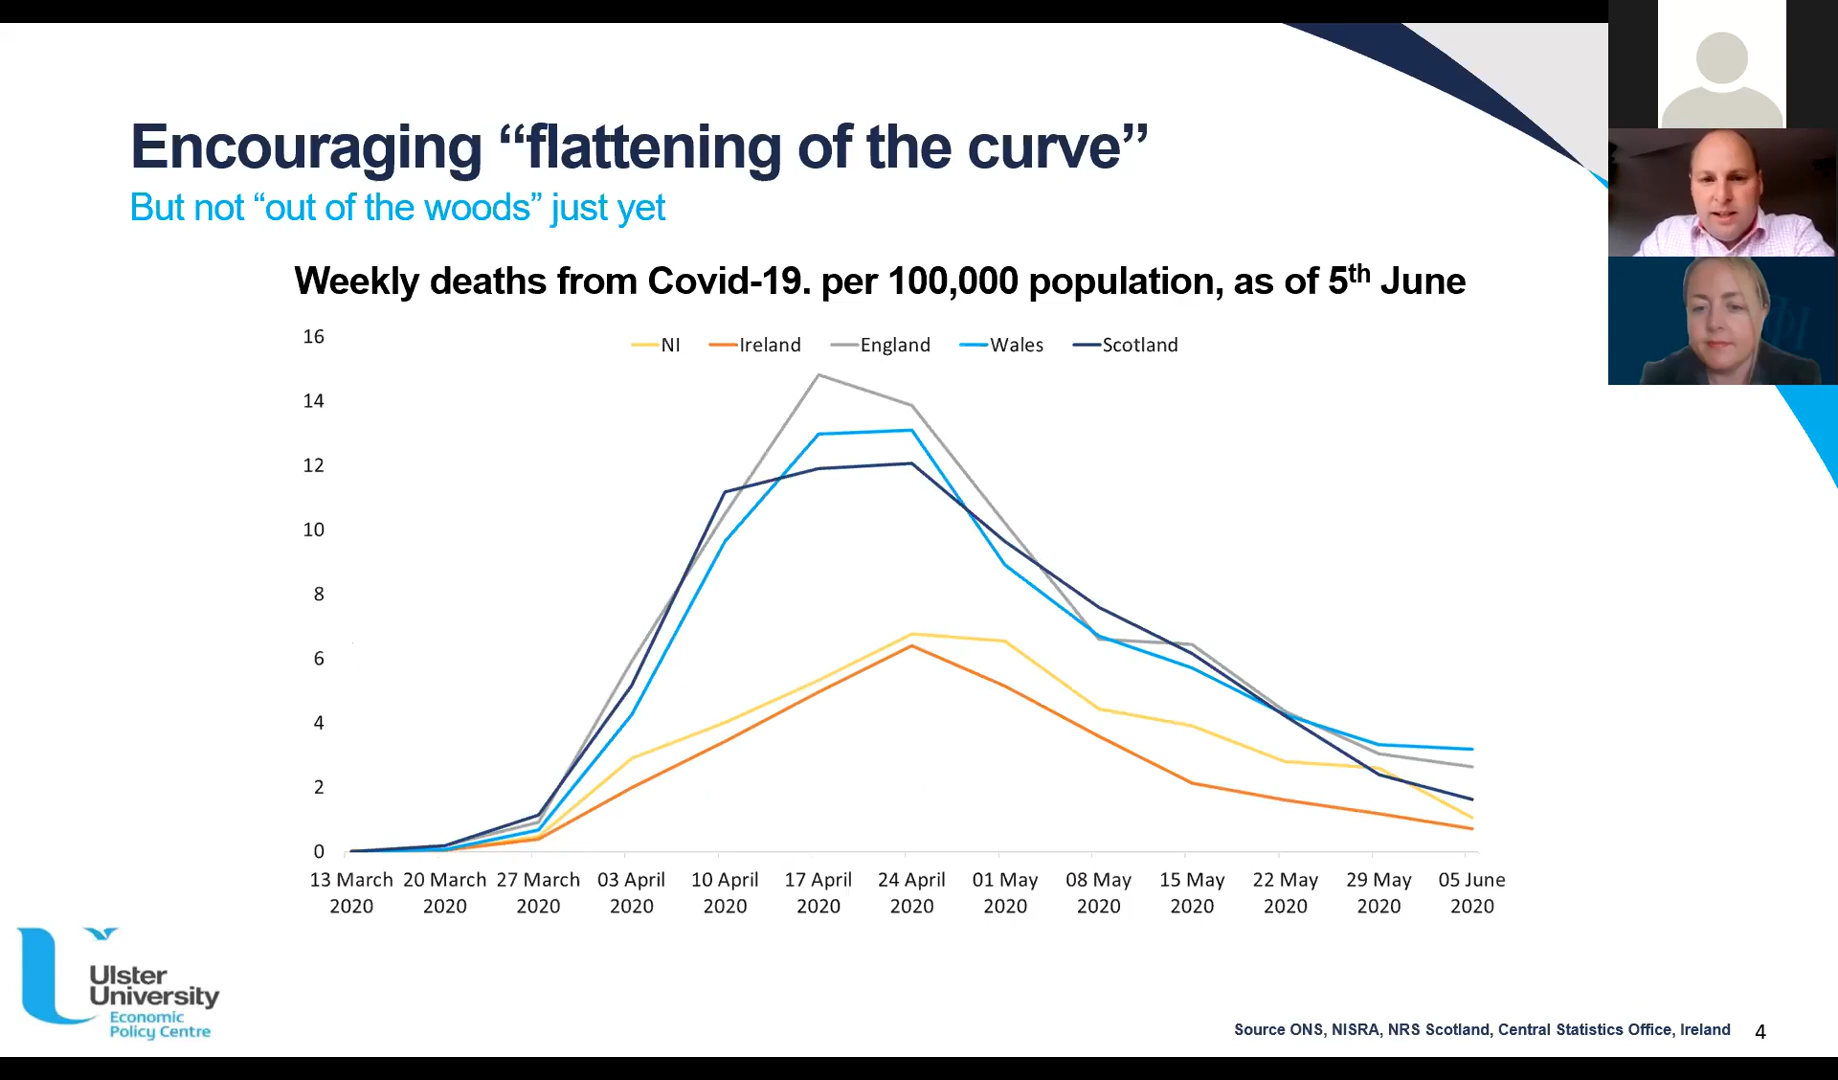 Encouraging “flattening of the curve”
But not “out of the woods” just yet
Weekly deaths from Covid-19. per 100,000 population, as of 5th June
NI Ireland England Wales Scotland
16
14
12
10
8
6
4
2
0
13 March 20 March 27 March 03 April 10 April 17 April 24 April 01 May 08 May 15 May 22 May 29 May 05 June
2020 2020 2020 2020 2020 2020 2020 2020 2020 2020 2020 2020 2020
Ulster
University
Economic
Policy Centre
Source ONS, NISRA, NRS Scotland, Central Statistics Office, Ireland 4